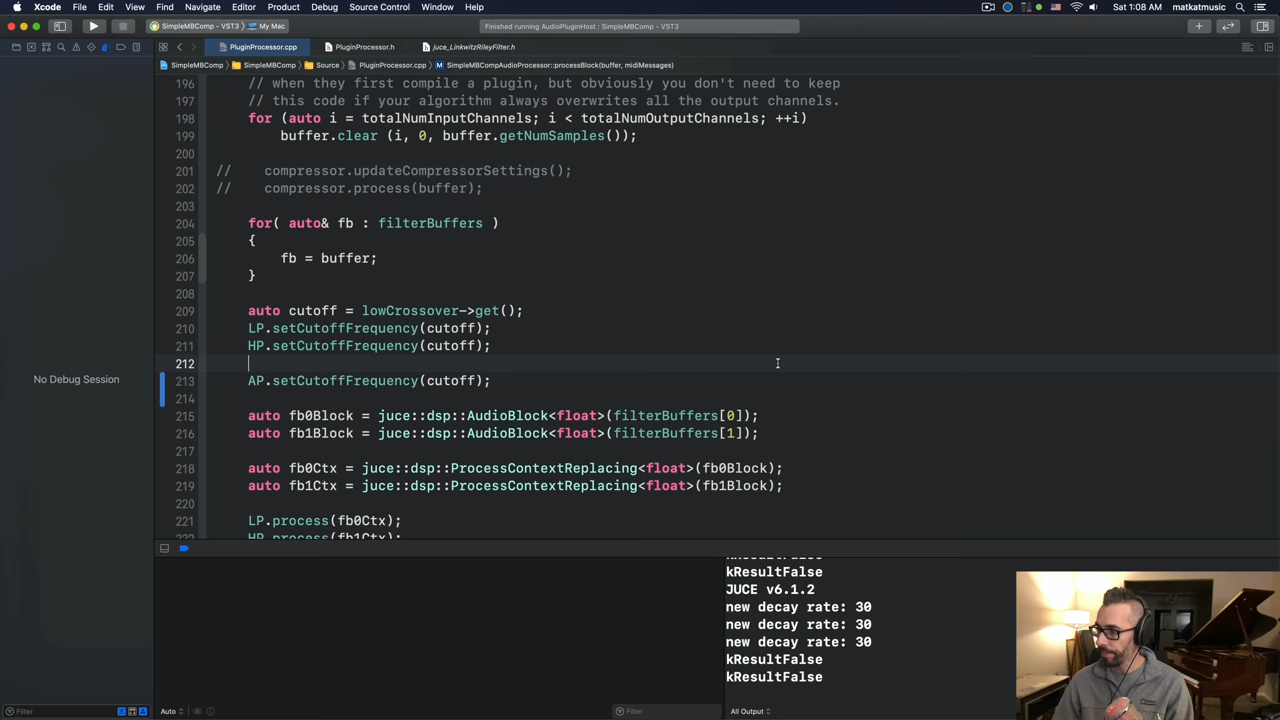 Xcode File Edit View Find Navigate Editor Product Debug Source Control Window Help Sat 1:08 AM matkatmusic
SimpleMBComp - VST3 My Mac Finished running AudioPluginHost : SimpleMBComp - VST3
PluginProcessor.cpp PluginProcessor.h juce_LinkwitzRileyFilter.h
SimpleMBComp SimpleMBComp Source PluginProcessor.cpp SimpleMBCompAudioProcessor::processBlock(buffer, midiMessages)
196 // when they first compile a plugin, but obviously you don't need to keep
197 // this code if your algorithm always overwrites all the output channels.
198 for (auto i = totalNumInputChannels; i < totalNumOutputChannels; ++i)
199 buffer.clear (i, 0, buffer.getNumSamples());
200
201 // compressor.updateCompressorSettings();
202 // compressor.process(buffer);
203
204 for( auto& fb : filterBuffers )
205 {
206 fb = buffer;
207 }
208
209 auto cutoff = lowCrossover->get();
210 LP.setCutoffFrequency(cutoff);
211 HP.setCutoffFrequency(cutoff);
212
213 AP.setCutoffFrequency(cutoff);
214
215 auto fb0Block = juce::dsp::AudioBlock<float>(filterBuffers[0]);
216 auto fb1Block = juce::dsp::AudioBlock<float>(filterBuffers[1]);
217
218 auto fb0Ctx = juce::dsp::ProcessContextReplacing<float>(fb0Block);
219 auto fb1Ctx = juce::dsp::ProcessContextReplacing<float>(fb1Block);
220
221 LP.process(fb0Ctx);
222 HP.process(fb1Ctx);
No Debug Session
kResultFalse
kResultFalse
JUCE v6.1.2
new decay rate: 30
new decay rate: 30
new decay rate: 30
kResultFalse
kResultFalse
Filter Auto Filter All Output